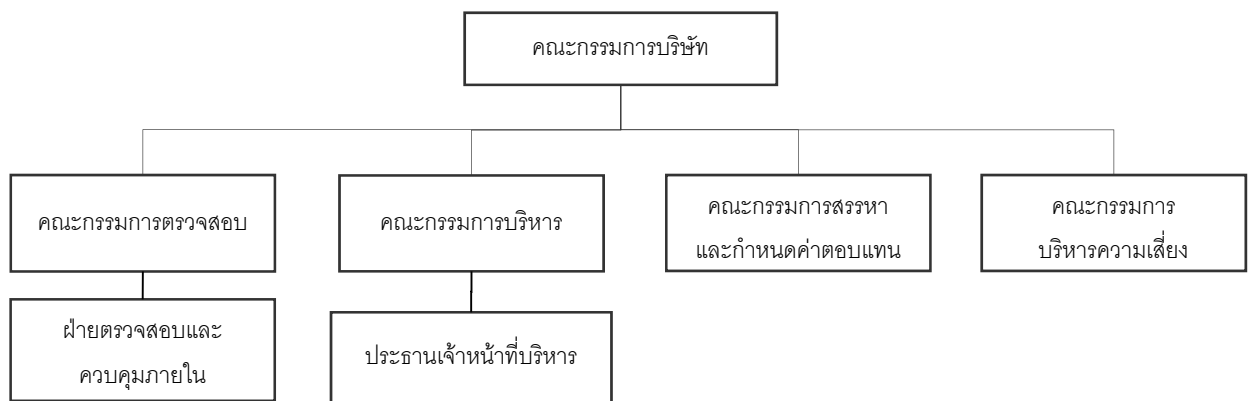 คณะกรรมการบริษัท
คณะกรรมการตรวจสอบ
คณะกรรมการบริหาร
คณะกรรมการสรรหา
และกำหนดค่าตอบแทน
คณะกรรมการ
บริหารความเสี่ยง
ฝ่ายตรวจสอบและ
ควบคุมภายใน
ประธานเจ้าหน้าที่บริหาร